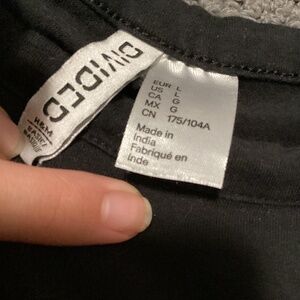 DIVIDED
H&M
EUR L
US L
CA G
MX G
CN 175/104A
Made in
India
Fabriqué en
Inde